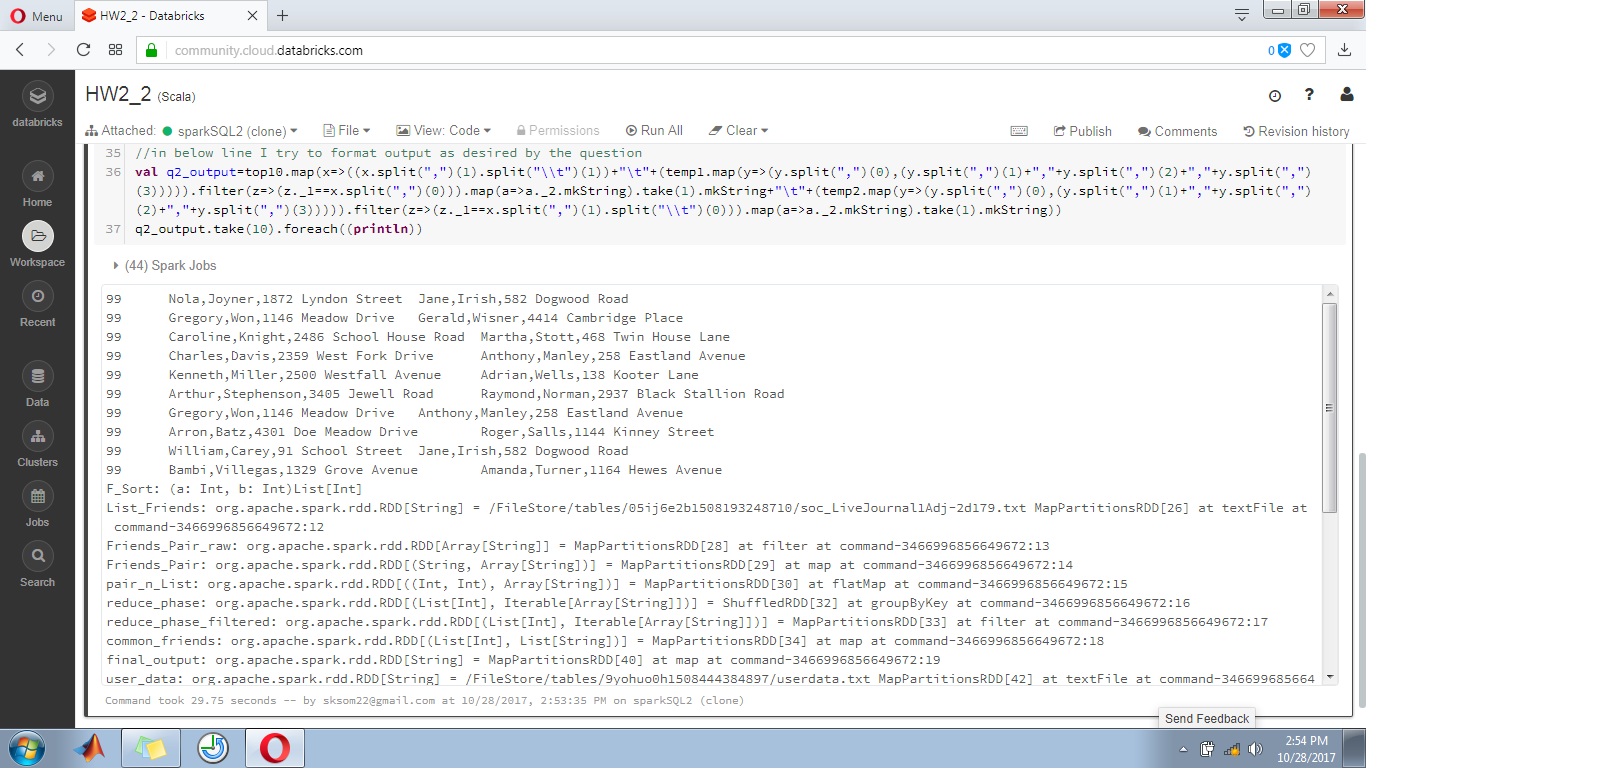 Menu
HW2_2 - Databricks
community.cloud.databricks.com
0
databricks
Home
Workspace
Recent
Data
Clusters
Jobs
Search
HW2_2 (Scala)
Attached: sparkSQL2 (clone) File View: Code Permissions Run All Clear Publish Comments Revision history
35 //in below line I try to format output as desired by the question
36 val q2_output=top10.map(x=>((x.split(",")(1).split("\\t")(1))+"\t"+(temp1.map(y=>(y.split(",")(0),(y.split(",")(1)+","+y.split(",")(2)+","+y.split(",")
(3))))).filter(z=>(z._1==x.split(",")(0))).map(a=>a._2.mkString).take(1).mkString+"\t"+(temp2.map(y=>(y.split(",")(0),(y.split(",")(1)+","+y.split(",")
(2)+","+y.split(",")(3))))).filter(z=>(z._1==x.split(",")(1).split("\\t")(0))).map(a=>a._2.mkString).take(1).mkString))
37 q2_output.take(10).foreach((println))
(44) Spark Jobs
99 Nola,Joyner,1872 Lyndon Street Jane,Irish,582 Dogwood Road
99 Gregory,Won,1146 Meadow Drive Gerald,Wisner,4414 Cambridge Place
99 Caroline,Knight,2486 School House Road Martha,Stott,468 Twin House Lane
99 Charles,Davis,2359 West Fork Drive Anthony,Manley,258 Eastland Avenue
99 Kenneth,Miller,2500 Westfall Avenue Adrian,Wells,138 Kooter Lane
99 Arthur,Stephenson,3405 Jewell Road Raymond,Norman,2937 Black Stallion Road
99 Gregory,Won,1146 Meadow Drive Anthony,Manley,258 Eastland Avenue
99 Arron,Batz,4301 Doe Meadow Drive Roger,Salls,1144 Kinney Street
99 William,Carey,91 School Street Jane,Irish,582 Dogwood Road
99 Bambi,Villegas,1329 Grove Avenue Amanda,Turner,1164 Hewes Avenue
F_Sort: (a: Int, b: Int)List[Int]
List_Friends: org.apache.spark.rdd.RDD[String] = /FileStore/tables/05ij6e2b1508193248710/soc_LiveJournal1Adj-2d179.txt MapPartitionsRDD[26] at textFile at
command-3466996856649672:12
Friends_Pair_raw: org.apache.spark.rdd.RDD[Array[String]] = MapPartitionsRDD[28] at filter at command-3466996856649672:13
Friends_Pair: org.apache.spark.rdd.RDD[(String, Array[String])] = MapPartitionsRDD[29] at map at command-3466996856649672:14
pair_n_List: org.apache.spark.rdd.RDD[((Int, Int), Array[String])] = MapPartitionsRDD[30] at flatMap at command-3466996856649672:15
reduce_phase: org.apache.spark.rdd.RDD[(List[Int], Iterable[Array[String]])] = ShuffledRDD[32] at groupByKey at command-3466996856649672:16
reduce_phase_filtered: org.apache.spark.rdd.RDD[(List[Int], Iterable[Array[String]])] = MapPartitionsRDD[33] at filter at command-3466996856649672:17
common_friends: org.apache.spark.rdd.RDD[(List[Int], List[String])] = MapPartitionsRDD[34] at map at command-3466996856649672:18
final_output: org.apache.spark.rdd.RDD[String] = MapPartitionsRDD[40] at map at command-3466996856649672:19
user_data: org.apache.spark.rdd.RDD[String] = /FileStore/tables/9yohuo0h1508444384897/userdata.txt MapPartitionsRDD[42] at textFile at command-346699685664
Command took 29.75 seconds -- by sksom22@gmail.com at 10/28/2017, 2:53:35 PM on sparkSQL2 (clone)
Send Feedback
2:54 PM
10/28/2017